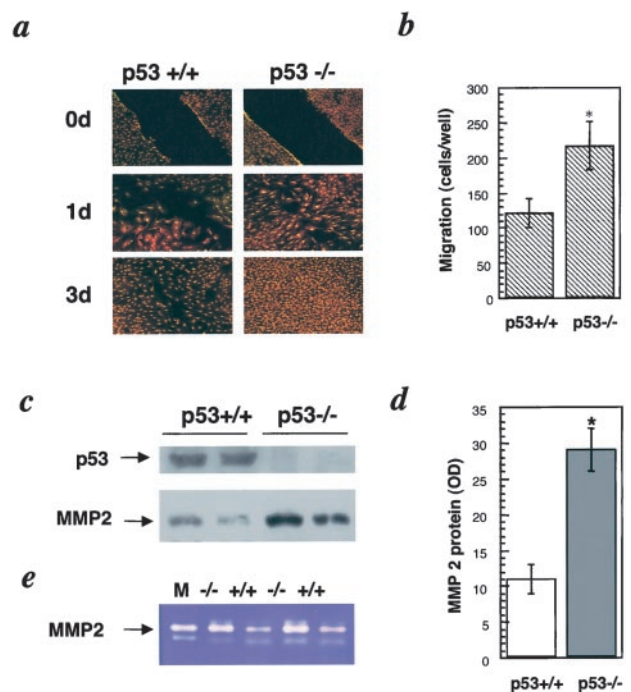 a
p53 +/+ p53 -/-
0d
1d
3d
b
Migration (cells/well)
300
250
200
150
100
50
0
*
p53+/+ p53-/-
c
p53+/+ p53-/-
p53
MMP2
d
MMP 2 protein (OD)
35
30
25
20
15
10
5
0
*
p53+/+ p53-/-
e
M -/- +/+ -/- +/+
MMP2